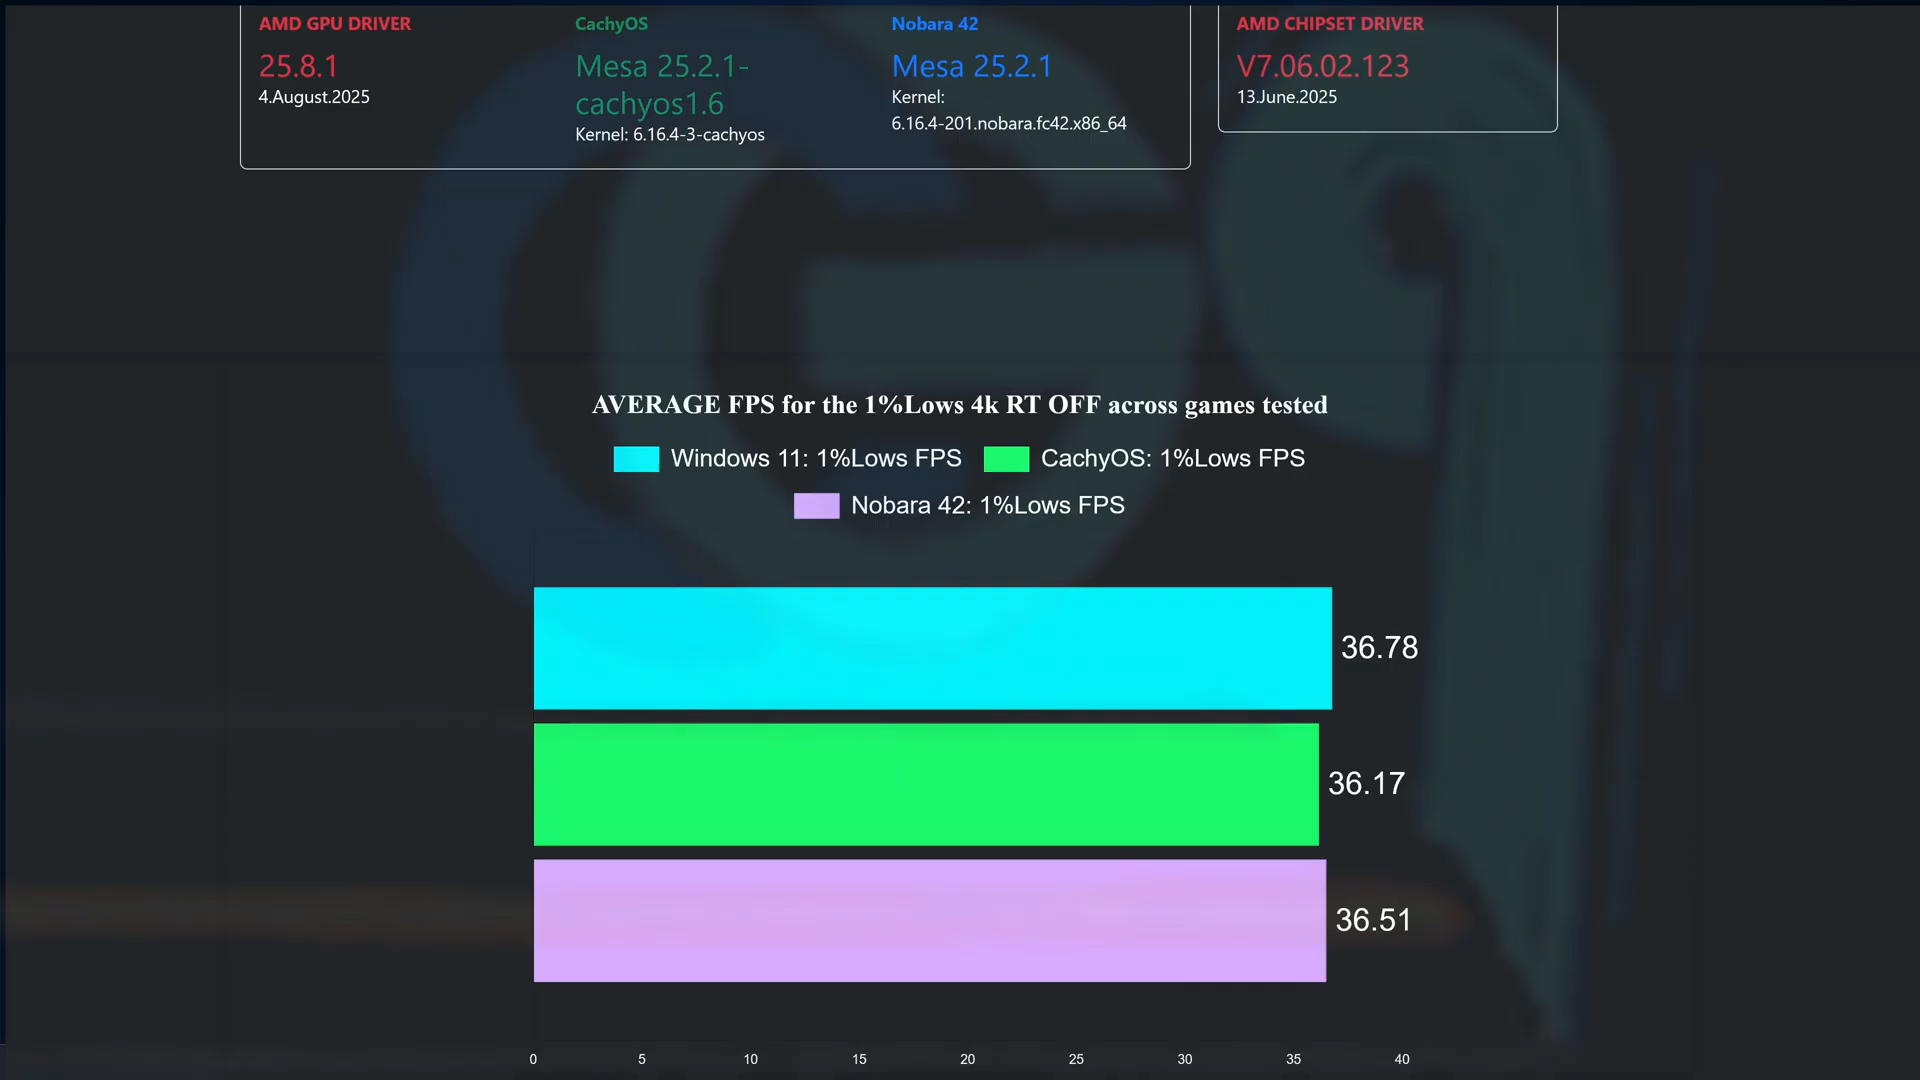 AMD GPU DRIVER
25.8.1
4.August.2025
CachyOS
Mesa 25.2.1-
cachyos1.6
Kernel: 6.16.4-3-cachyos
Nobara 42
Mesa 25.2.1
Kernel:
6.16.4-201.nobara.fc42.x86_64
AMD CHIPSET DRIVER
V7.06.02.123
13.June.2025
AVERAGE FPS for the 1%Lows 4k RT OFF across games tested
Windows 11: 1%Lows FPS
CachyOS: 1%Lows FPS
Nobara 42: 1%Lows FPS
36.78
36.17
36.51
0 5 10 15 20 25 30 35 40